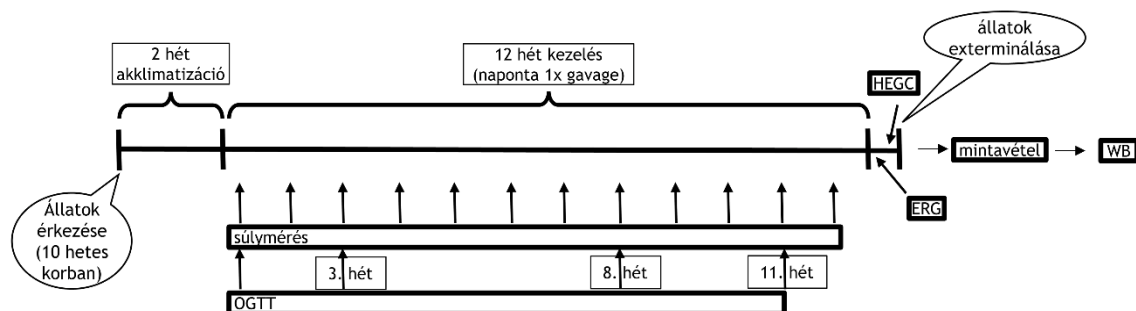 2 hét
akklimatizáció
12 hét kezelés
(naponta 1x gavage)
állatok
exterminálása
HEGC
mintavétel
WB
Állatok
érkezése
(10 hetes
korban)
ERG
súlymérés
3. hét
8. hét
11. hét
OGTT